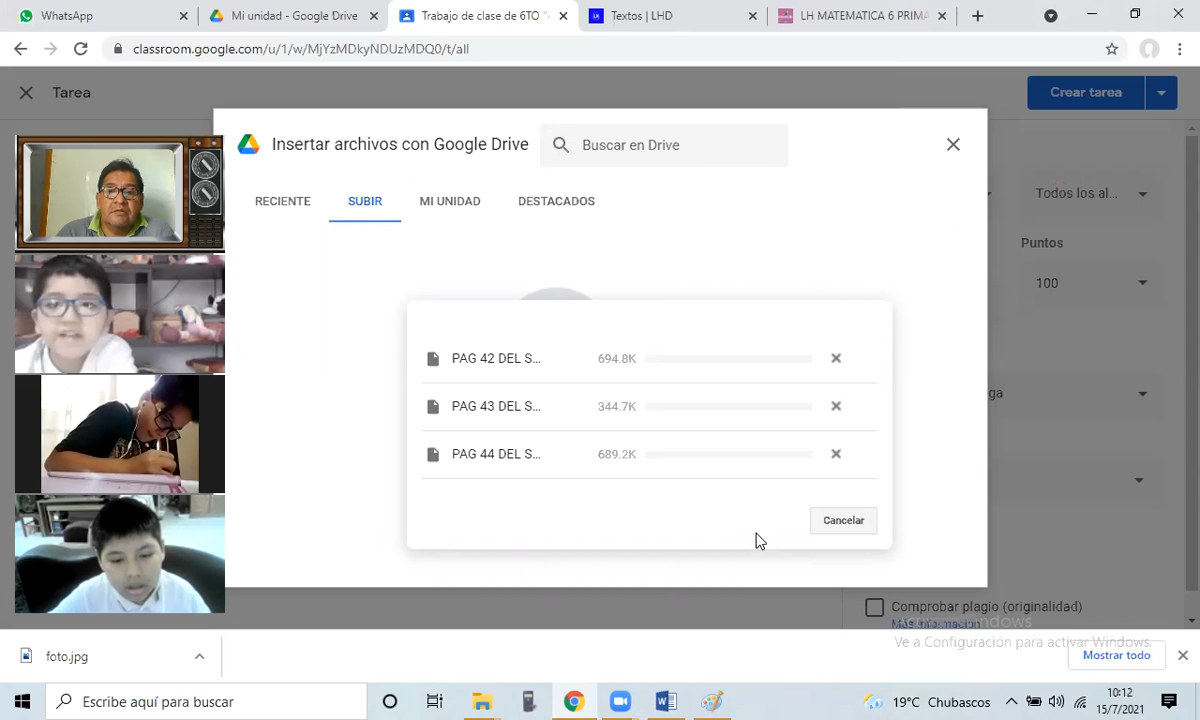 WhatsApp
Mi unidad - Google Drive
Trabajo de clase de 6TO "
Textos | LHD
LH MATEMATICA 6 PRIMA
classroom.google.com/u/1/w/MjYzMDkyNDUzMDQ0/t/all
Tarea
Crear tarea
Insertar archivos con Google Drive
Buscar en Drive
RECIENTE
SUBIR
MI UNIDAD
DESTACADOS
Todos los al...
Puntos
100
PAG 42 DEL S...
694.8K
PAG 43 DEL S...
344.7K
ga
PAG 44 DEL S...
689.2K
Cancelar
Comprobar plagio (originalidad)
Ve a Configuración para activar Windows.
foto.jpg
Mostrar todo
Escribe aquí para buscar
19°C Chubascos
10:12
15/7/2021